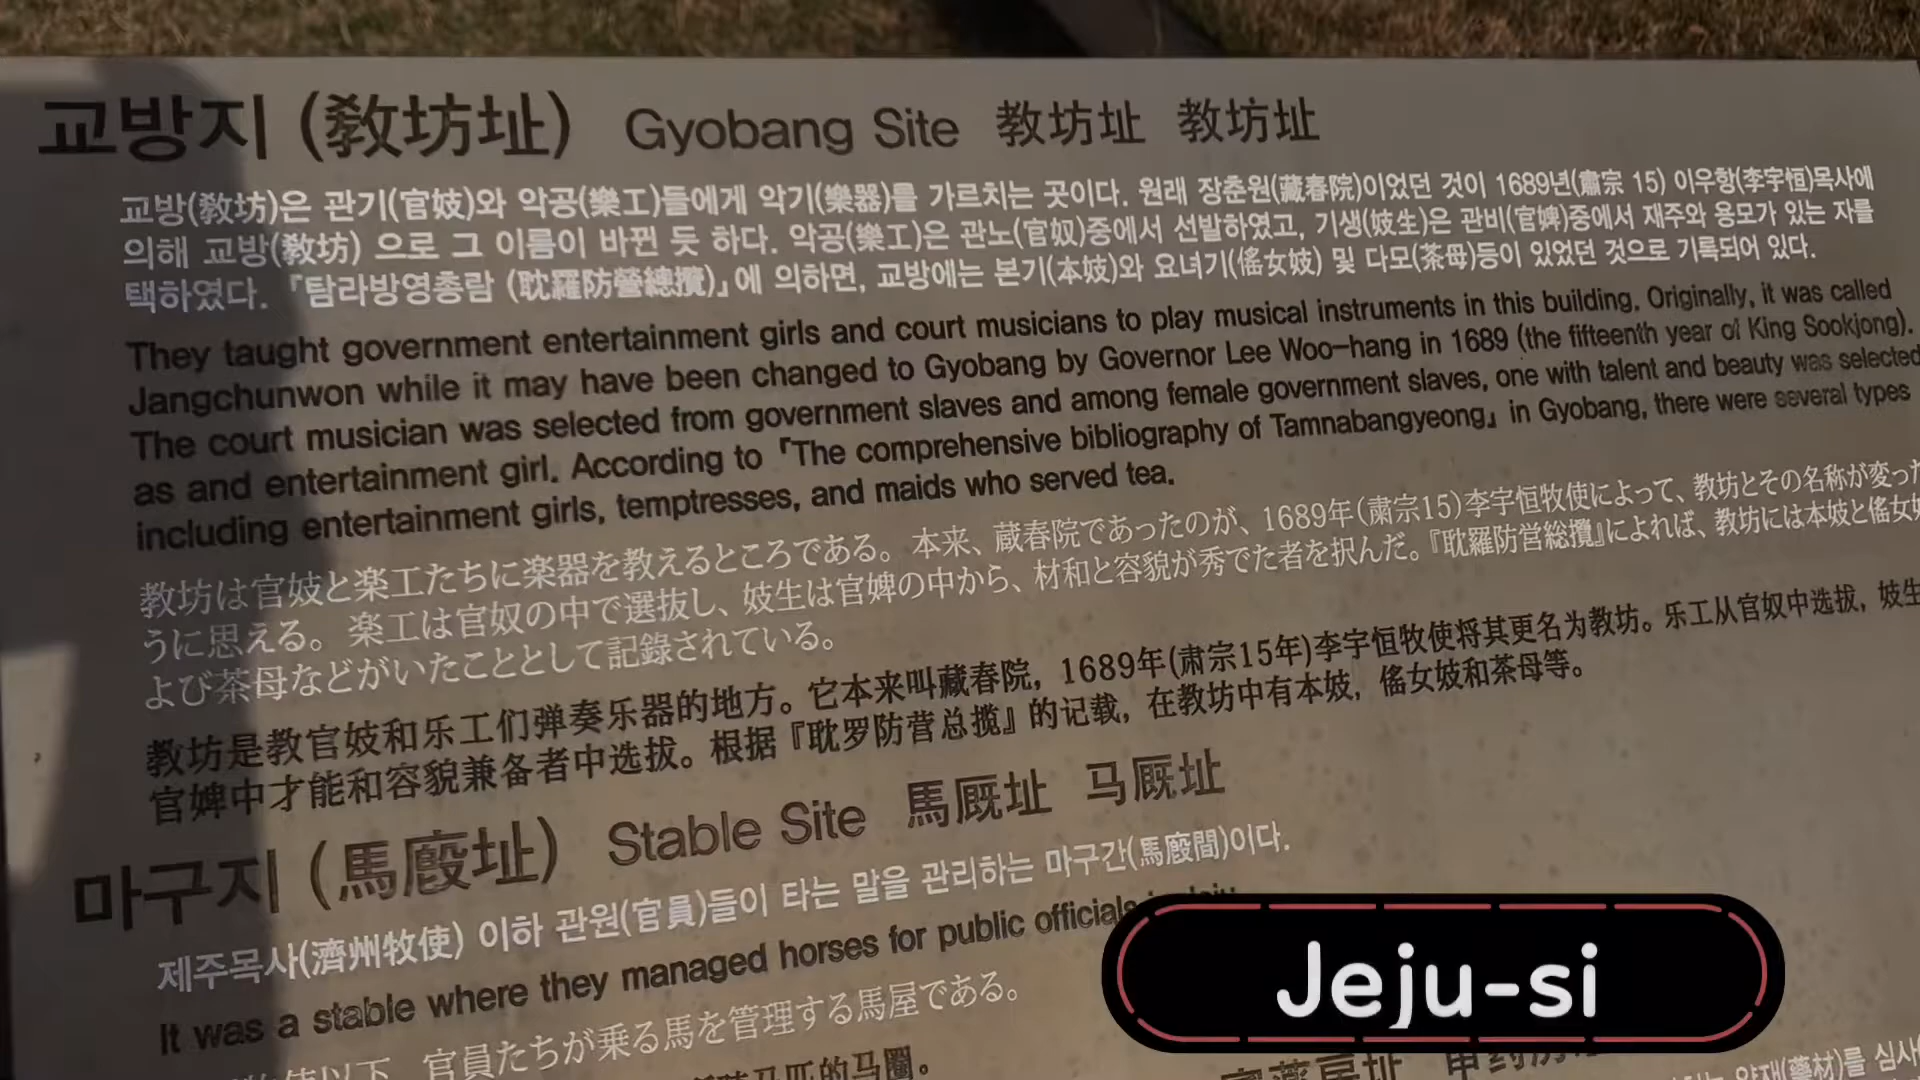 교방지 (敎坊址) Gyobang Site 教坊址 教坊址
교방(敎坊)은 관기(官妓)와 악공(樂工)들에게 악기(樂器)를 가르치는 곳이다. 원래 장춘원(藏春院)이었던 것이 1689년(肅宗 15) 이우항(李宇恒)목사에
의해 교방(敎坊) 으로 그 이름이 바뀐 듯 하다. 악공(樂工)은 관노(官奴)중에서 선발하였고, 기생(妓生)은 관비(官婢)중에서 재주와 용모가 있는 자를
택하였다. 『탐라방영총람 (耽羅防營總攬)』에 의하면, 교방에는 본기(本妓)와 요녀기(傜女妓) 및 다모(茶母)등이 있었던 것으로 기록되어 있다.
They taught government entertainment girls and court musicians to play musical instruments in this building. Originally, it was called
Jangchunwon while it may have been changed to Gyobang by Governor Lee Woo-hang in 1689 (the fifteenth year of King Sookjong).
The court musician was selected from government slaves and among female government slaves, one with talent and beauty was selected
as and entertainment girl. According to 『The comprehensive bibliography of Tamnabangyeong』 in Gyobang, there were several types
including entertainment girls, temptresses, and maids who served tea.
教坊は官妓と楽工たちに楽器を教えるところである。本来、蔵春院であったのが、1689年(粛宗15)李宇恒牧使によって、教坊とその名称が変った
うに思える。楽工は官奴の中で選抜し、妓生は官婢の中から、材和と容貌が秀でた者を択んだ。『耽羅防営総攬』によれば、教坊には本妓と傜女妓
よび茶母などがいたこととして記録されている。
教坊是教官妓和乐工们弹奏乐器的地方。它本来叫藏春院, 1689年(肃宗15年)李宇恒牧使将其更名为教坊。乐工从官奴中选拔, 妓生
官婢中才能和容貌兼备者中选拔。根据『耽罗防营总揽』的记载, 在教坊中有本妓, 傜女妓和茶母等。
마구지 (馬廏址) Stable Site 馬厩址 马厩址
제주목사(濟州牧使) 이하 관원(官員)들이 타는 말을 관리하는 마구간(馬廏間)이다.
It was a stable where they managed horses for public officials
使以下、官員たちが乗る馬を管理する馬屋である。
马匹的马圈。
Jeju-si